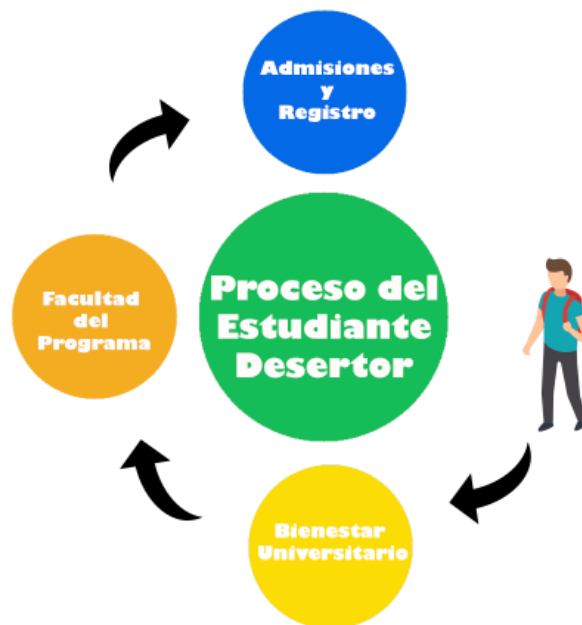 Admisiones
y
Registro
Proceso del
Estudiante
Desertor
Facultad
del
Programa
Bienestar
Universitario